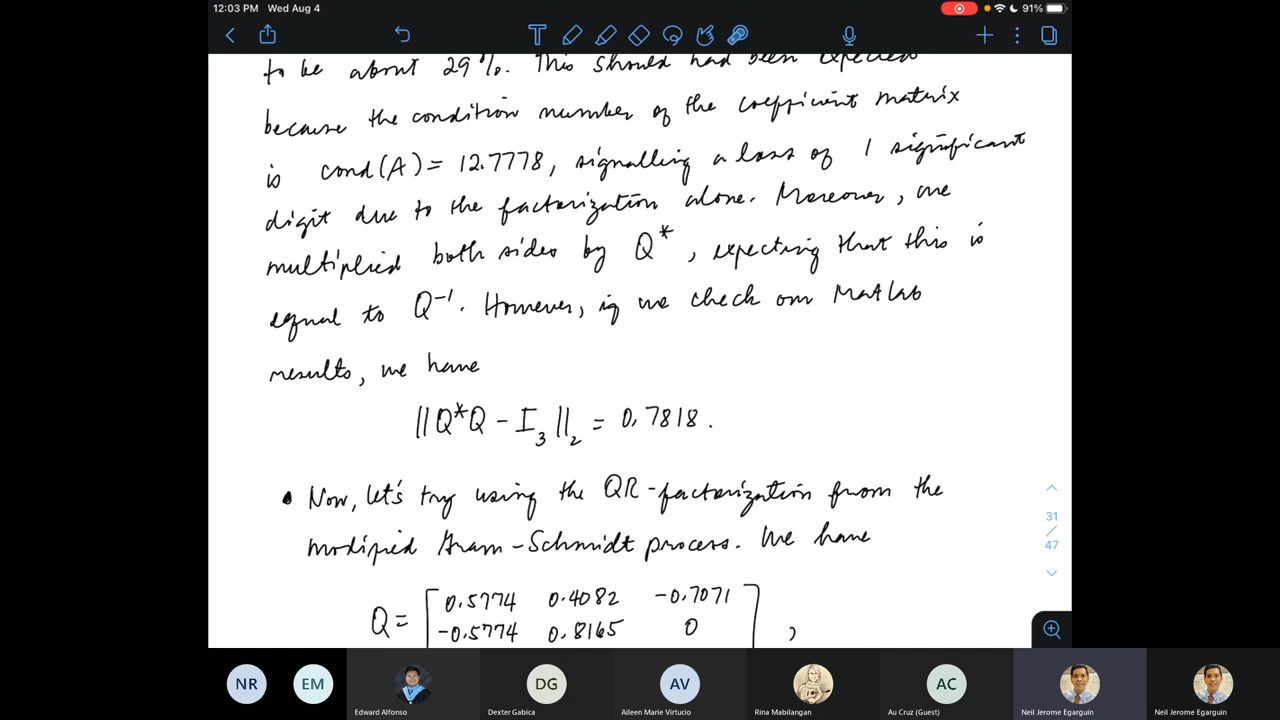 12:03 PM Wed Aug 4
91%
T
to be about 29%. This should had been expected
because the condition number of the coefficient matrix
is cond(A) = 12.7778, signalling a loss of 1 significant
digit due to the factorization alone. Moreover, we
multiplied both sides by Q*, expecting that this is
equal to Q⁻¹. However, if we check our Matlab
results, we have
||Q*Q - I₃||₂ = 0.7818.
• Now, let's try using the QR-factorization from the
modified Gram-Schmidt process. We have
Q = [0.5774 0.4082 -0.7071
-0.5774 0.8165 0 ],
31
/
47
NR
EM
DG
AV
AC
Edward Alfonso
Dexter Gabica
Aileen Marie Virtucio
Rina Mabilangan
Au Cruz (Guest)
Neil Jerome Egarguin
Neil Jerome Egarguin